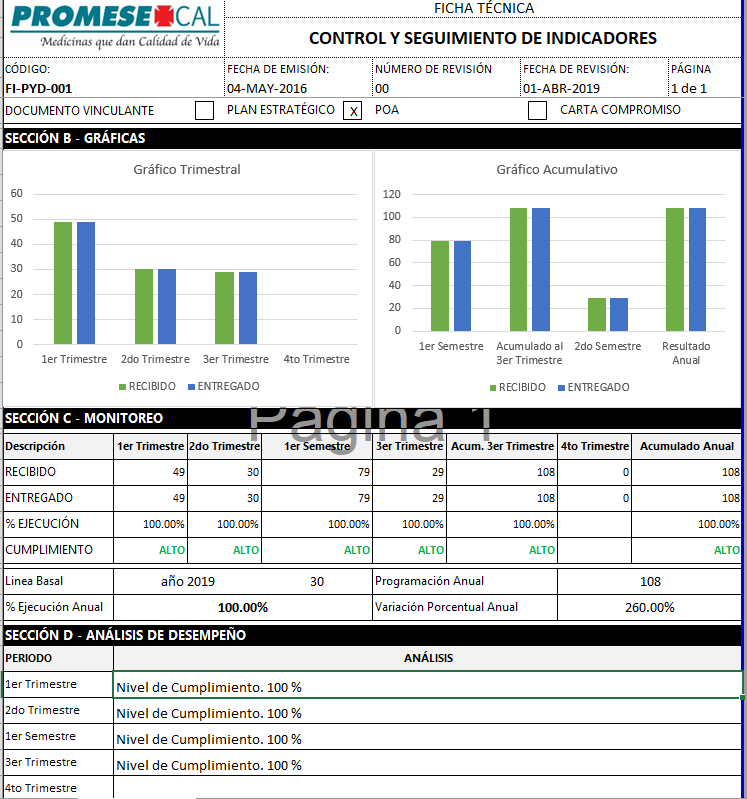 PROMESE CAL
Medicinas que dan Calidad de Vida
FICHA TÉCNICA
CONTROL Y SEGUIMIENTO DE INDICADORES
CÓDIGO: FECHA DE EMISIÓN: NÚMERO DE REVISIÓN FECHA DE REVISIÓN: PÁGINA
FI-PYD-001 04-MAY-2016 00 01-ABR-2019 1 de 1
DOCUMENTO VINCULANTE PLAN ESTRATÉGICO X POA CARTA COMPROMISO
SECCIÓN B - GRÁFICAS
Gráfico Trimestral
60
50
40
30
20
10
0
1er Trimestre 2do Trimestre 3er Trimestre 4to Trimestre
RECIBIDO ENTREGADO
Gráfico Acumulativo
120
100
80
60
40
20
0
1er Semestre Acumulado al 2do Semestre Resultado
3er Trimestre Anual
RECIBIDO ENTREGADO
Página 1
SECCIÓN C - MONITOREO
Descripción 1er Trimestre 2do Trimestre 1er Semestre 3er Trimestre Acum. 3er Trimestre 4to Trimestre Acumulado Anual
RECIBIDO 49 30 79 29 108 0 108
ENTREGADO 49 30 79 29 108 0 108
% EJECUCIÓN 100.00% 100.00% 100.00% 100.00% 100.00% 100.00%
CUMPLIMIENTO ALTO ALTO ALTO ALTO ALTO ALTO
Linea Basal año 2019 30 Programación Anual 108
% Ejecución Anual 100.00% Variación Porcentual Anual 260.00%
SECCIÓN D - ANÁLISIS DE DESEMPEÑO
PERIODO ANÁLISIS
1er Trimestre Nivel de Cumplimiento. 100 %
2do Trimestre Nivel de Cumplimiento. 100 %
1er Semestre Nivel de Cumplimiento. 100 %
3er Trimestre Nivel de Cumplimiento. 100 %
4to Trimestre